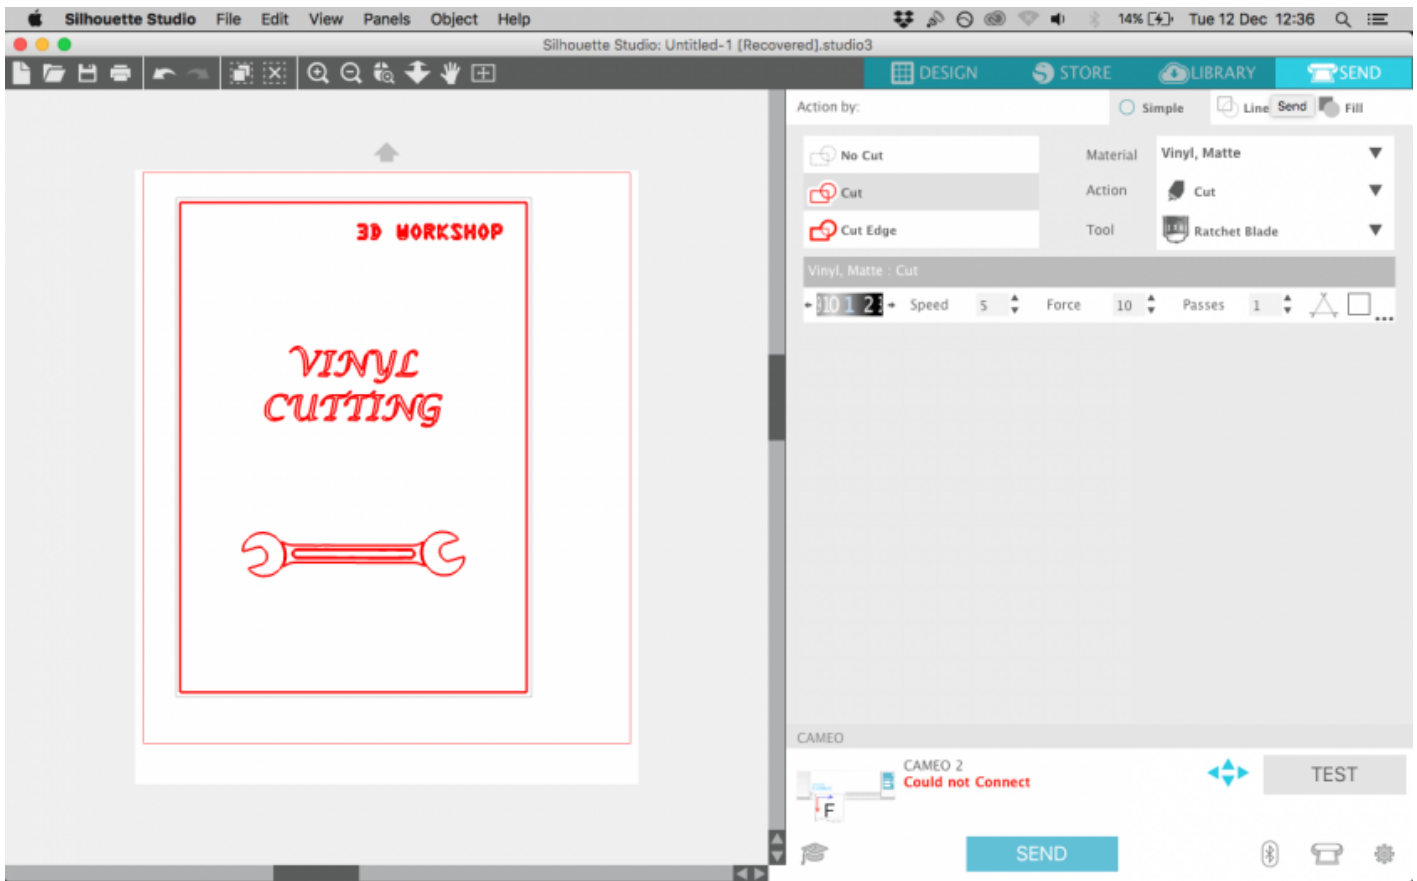 Silhouette Studio File Edit View Panels Object Help 14% Tue 12 Dec 12:36
Silhouette Studio: Untitled-1 [Recovered].studio3
DESIGN STORE LIBRARY SEND
Action by: Simple Line Send Fill
No Cut Material Vinyl, Matte
Cut Action Cut
Cut Edge Tool Ratchet Blade
Vinyl, Matte : Cut
10 1 2 Speed 5 Force 10 Passes 1 ...
3D WORKSHOP
VINYL
CUTTING
CAMEO
CAMEO 2
Could not Connect
TEST
F
SEND